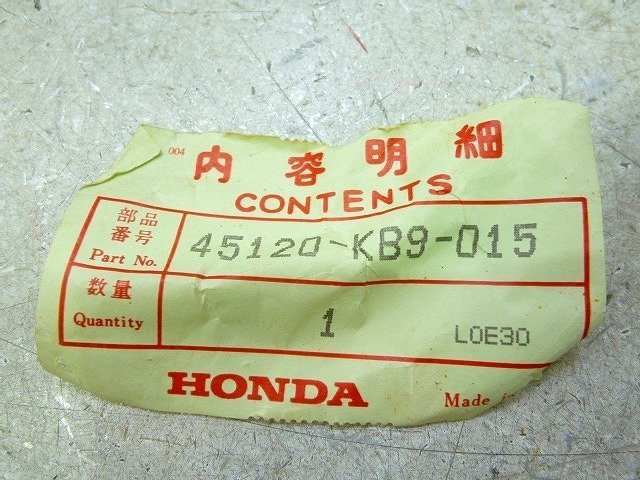 004
内容明細
CONTENTS
部品番号
Part No.
45120-KB9-015
数量
Quantity
1
L0E30
HONDA
Made